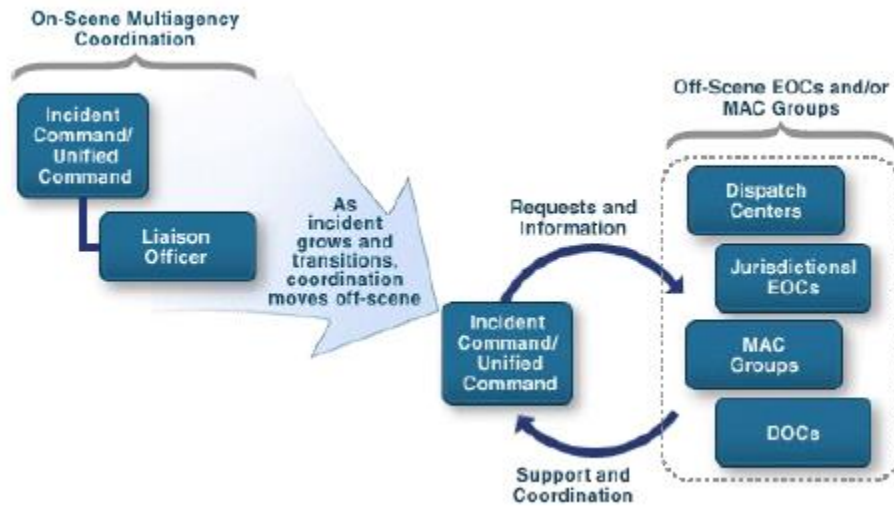 On-Scene Multiagency
Coordination
Incident
Command/
Unified
Command
Liaison
Officer
As
incident
grows and
transitions,
coordination
moves off-scene
Incident
Command/
Unified
Command
Requests and
Information
Support and
Coordination
Off-Scene EOCs and/or
MAC Groups
Dispatch
Centers
Jurisdictional
EOCs
MAC
Groups
DOCs